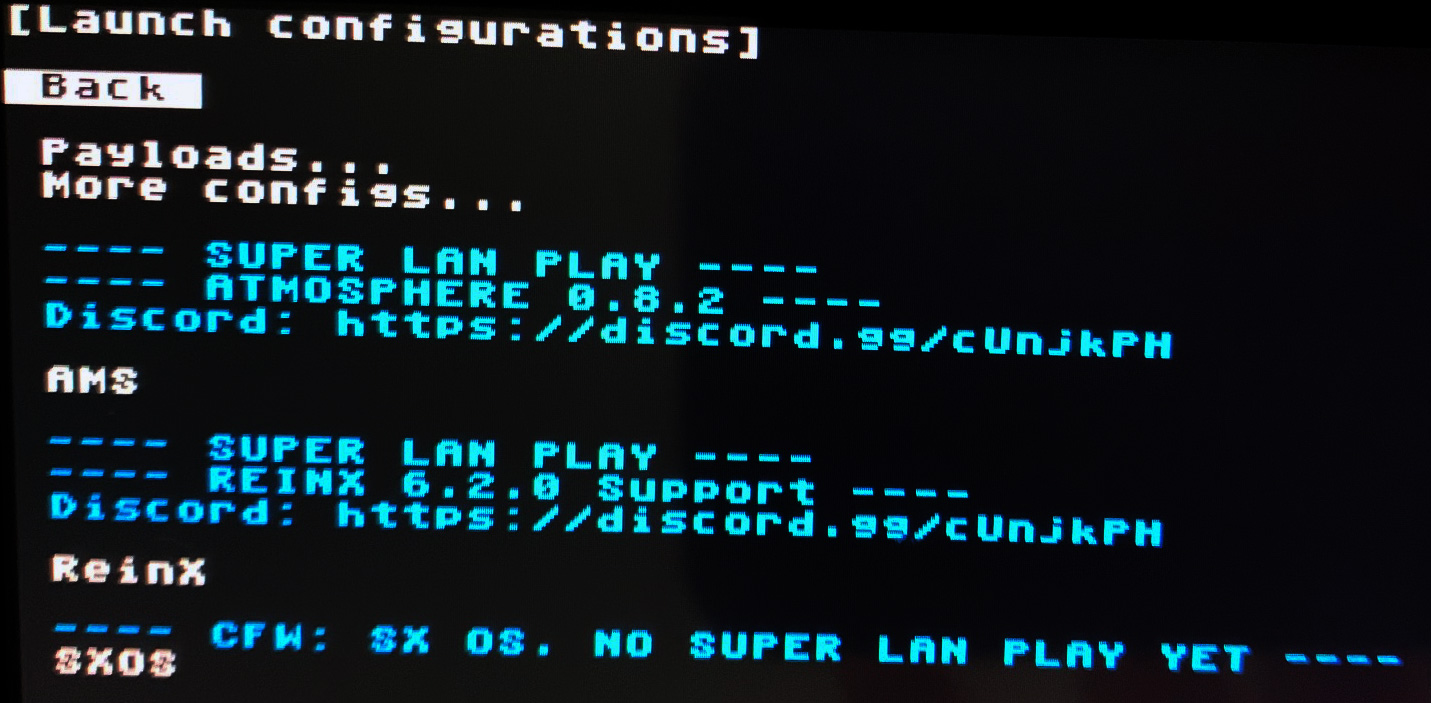 [Launch configurations]
Back
Payloads...
More configs...
---- SUPER LAN PLAY ----
---- ATMOSPHERE 0.8.2 ----
Discord: https://discord.gg/cUnjkPH
AMS
---- SUPER LAN PLAY ----
---- REINX 6.2.0 Support ----
Discord: https://discord.gg/cUnjkPH
ReinX
---- CFW: SX OS. NO SUPER LAN PLAY YET ----
SXOS